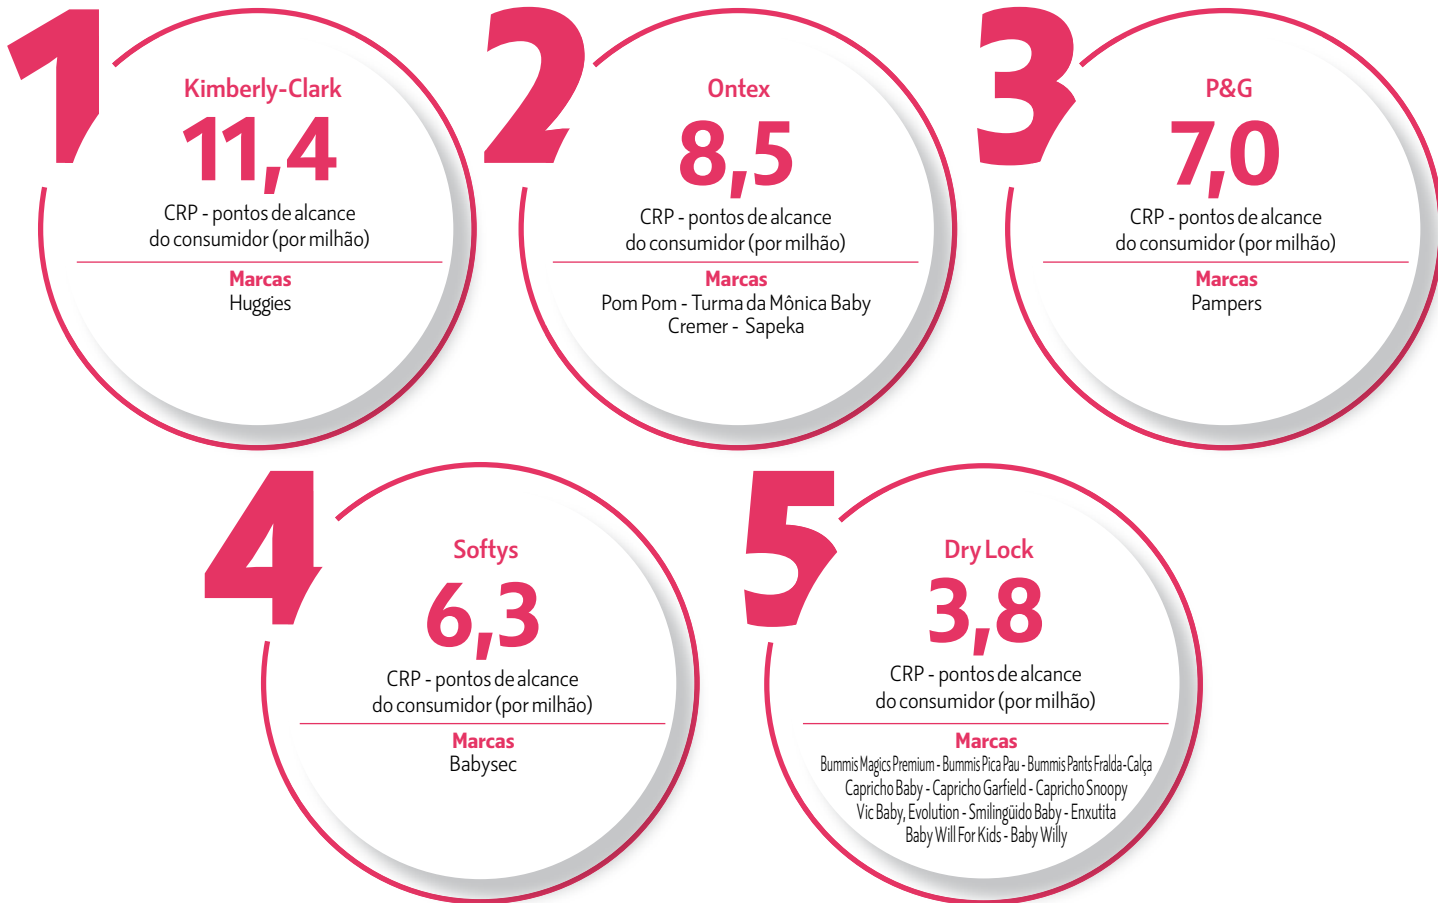 1
Kimberly-Clark
11,4
CRP - pontos de alcance
do consumidor (por milhão)
Marcas
Huggies
2
Ontex
8,5
CRP - pontos de alcance
do consumidor (por milhão)
Marcas
Pom Pom - Turma da Mônica Baby
Cremer - Sapeka
3
P&G
7,0
CRP - pontos de alcance
do consumidor (por milhão)
Marcas
Pampers
4
Softys
6,3
CRP - pontos de alcance
do consumidor (por milhão)
Marcas
Babysec
5
Dry Lock
3,8
CRP - pontos de alcance
do consumidor (por milhão)
Marcas
Bummis Magics Premium - Bummis Pica Pau - Bummis Pants Fralda-Calça
Capricho Baby - Capricho Garfield - Capricho Snoopy
Vic Baby, Evolution - Smilingüido Baby - Enxutita
Baby Will For Kids - Baby Willy